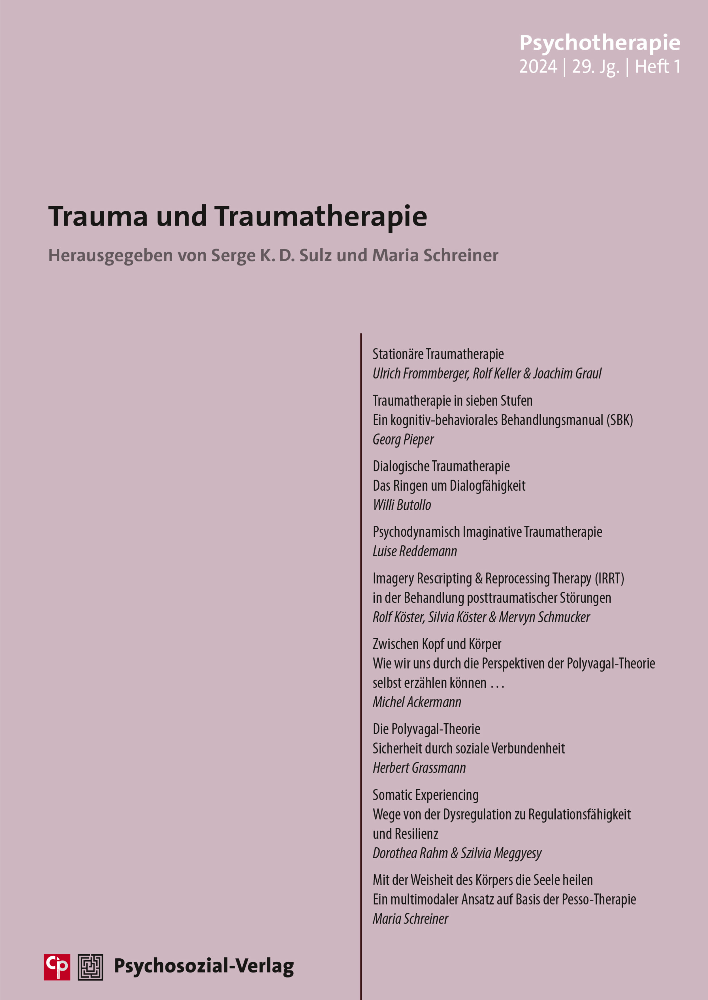 Psychotherapie
2024 | 29. Jg. | Heft 1
Trauma und Traumatherapie
Herausgegeben von Serge K. D. Sulz und Maria Schreiner
Stationäre Traumatherapie
Ulrich Frommberger, Rolf Keller & Joachim Graul
Traumatherapie in sieben Stufen
Ein kognitiv-behaviorales Behandlungsmanual (SBK)
Georg Pieper
Dialogische Traumatherapie
Das Ringen um Dialogfähigkeit
Willi Butollo
Psychodynamisch Imaginative Traumatherapie
Luise Reddemann
Imagery Rescripting & Reprocessing Therapy (IRRT)
in der Behandlung posttraumatischer Störungen
Rolf Köster, Silvia Köster & Mervyn Schmucker
Zwischen Kopf und Körper
Wie wir uns durch die Perspektiven der Polyvagal-Theorie
selbst erzählen können …
Michel Ackermann
Die Polyvagal-Theorie
Sicherheit durch soziale Verbundenheit
Herbert Grassmann
Somatic Experiencing
Wege von der Dysregulation zu Regulationsfähigkeit
und Resilienz
Dorothea Rahm & Szilvia Meggyesy
Mit der Weisheit des Körpers die Seele heilen
Ein multimodaler Ansatz auf Basis der Pesso-Therapie
Maria Schreiner
cip
Psychosozial-Verlag